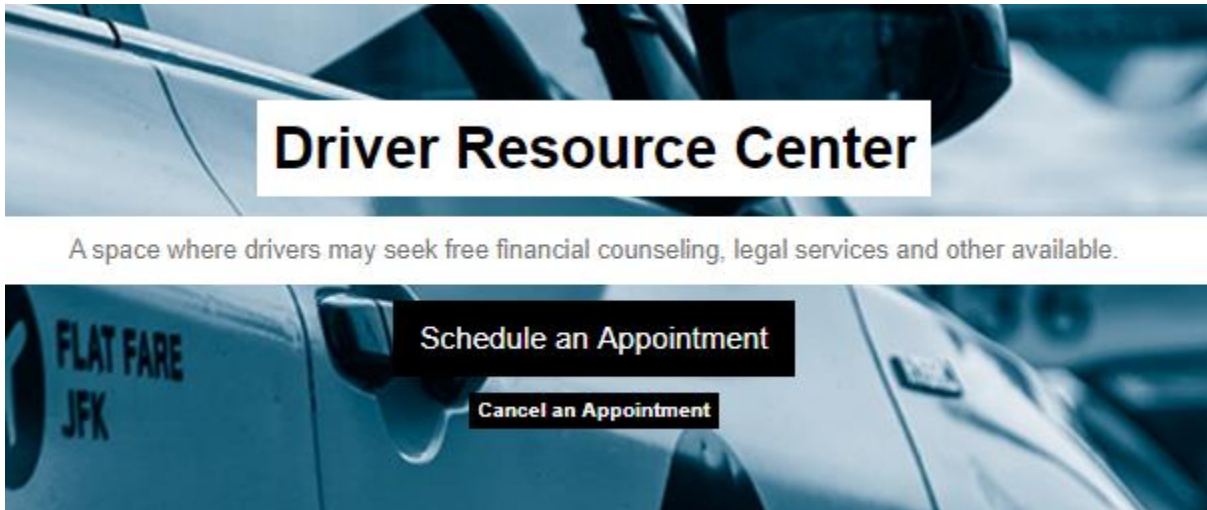 Driver Resource Center
A space where drivers may seek free financial counseling, legal services and other available.
Schedule an Appointment
FLAT FARE
JFK
Cancel an Appointment